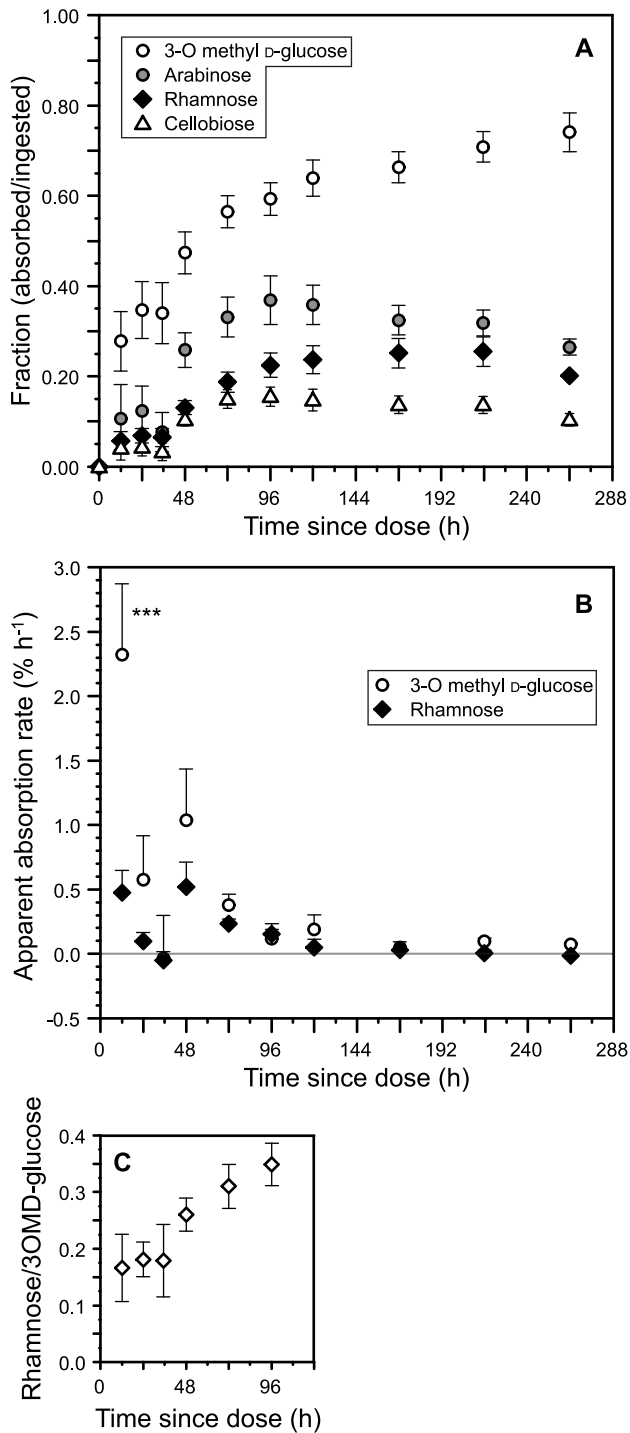 A
3-O methyl D-glucose
Arabinose
Rhamnose
Cellobiose
Fraction (absorbed/ingested)
1.00
0.80
0.60
0.40
0.20
0.00
0 48 96 144 192 240 288
Time since dose (h)
B
***
3-O methyl D-glucose
Rhamnose
Apparent absorption rate (% h-1)
3.0
2.5
2.0
1.5
1.0
0.5
0.0
-0.5
0 48 96 144 192 240 288
Time since dose (h)
C
Rhamnose/3OMD-glucose
0.4
0.3
0.2
0.1
0.0
0 48 96
Time since dose (h)